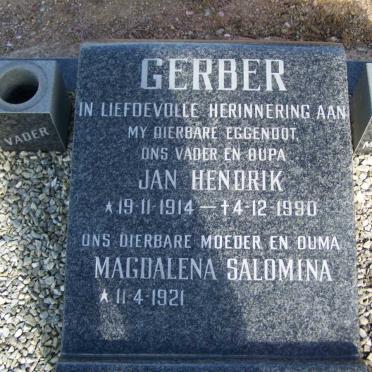 GERBER
IN LIEFDEVOLLE HERINNERING AAN
MY DIERBARE EGGENOOT,
ONS VADER EN OUPA
JAN HENDRIK
★ 19-11-1914 — ✝ 4-12-1990
ONS DIERBARE MOEDER EN OUMA
MAGDALENA SALOMINA
★ 11-4-1921
VADER